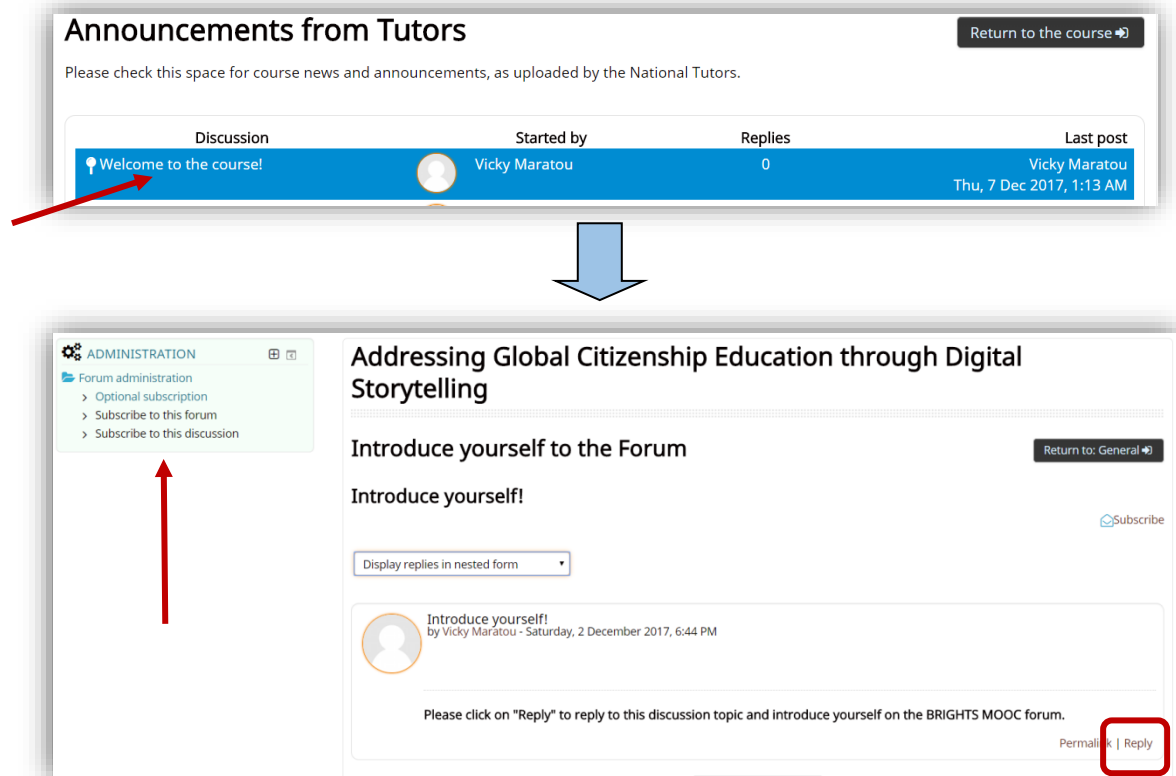 Announcements from Tutors
Return to the course
Please check this space for course news and announcements, as uploaded by the National Tutors.
Discussion Started by Replies Last post
Welcome to the course! Vicky Maratou 0 Vicky Maratou
Thu, 7 Dec 2017, 1:13 AM
ADMINISTRATION
Forum administration
Optional subscription
Subscribe to this forum
Subscribe to this discussion
Addressing Global Citizenship Education through Digital
Storytelling
Introduce yourself to the Forum
Return to: General
Introduce yourself!
Subscribe
Display replies in nested form
Introduce yourself!
by Vicky Maratou - Saturday, 2 December 2017, 6:44 PM
Please click on "Reply" to reply to this discussion topic and introduce yourself on the BRIGHTS MOOC forum.
Permalink | Reply